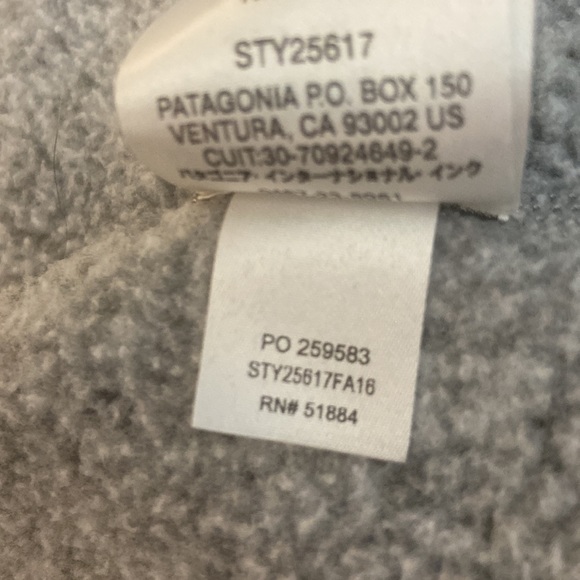 STY25617
PATAGONIA P.O. BOX 150
VENTURA, CA 93002 US
CUIT:30-70924649-2
パタゴニア・インターナショナル・インク
PO 259583
STY25617FA16
RN# 51884